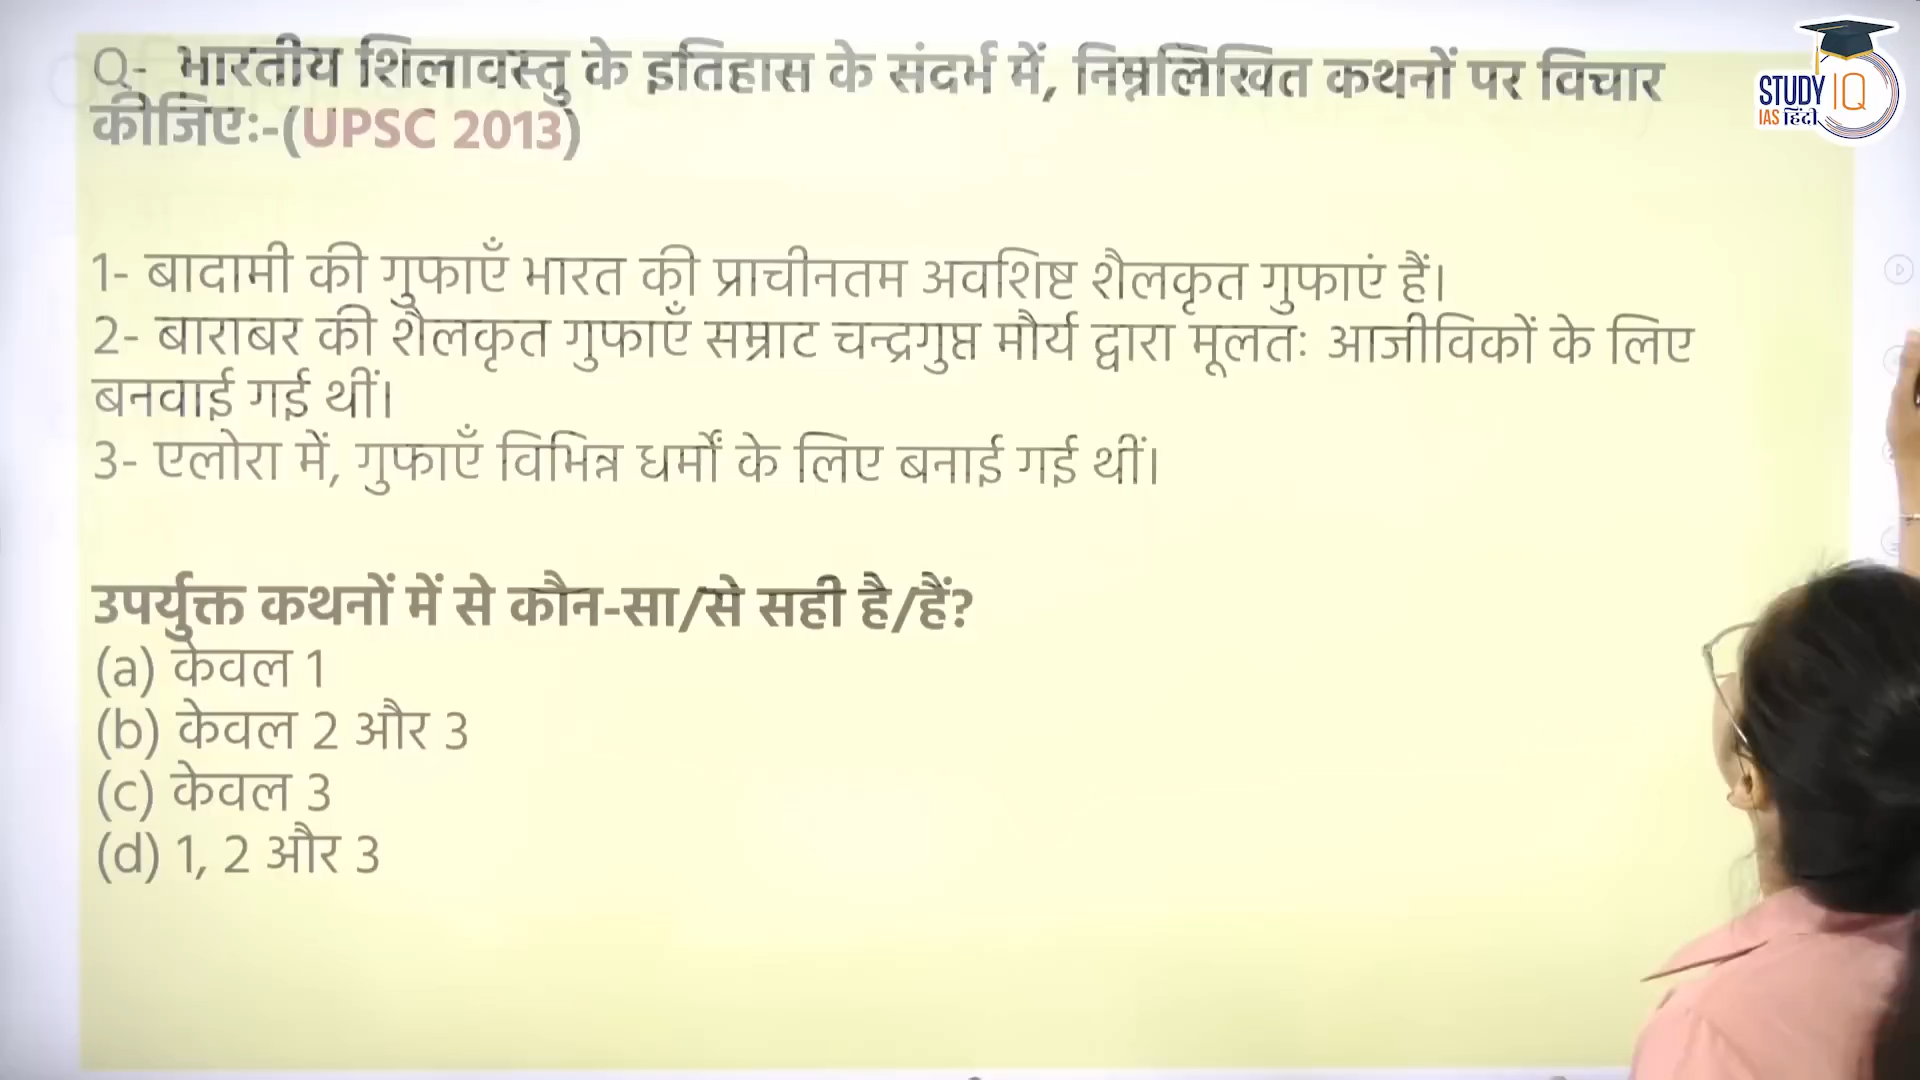 Q- भारतीय शिलावस्तु के इतिहास के संदर्भ में, निम्नलिखित कथनों पर विचार
कीजिएः-(UPSC 2013)
1- बादामी की गुफाएँ भारत की प्राचीनतम अवशिष्ट शैलकृत गुफाएं हैं।
2- बाराबर की शैलकृत गुफाएँ सम्राट चन्द्रगुप्त मौर्य द्वारा मूलतः आजीविकों के लिए
बनवाई गई थीं।
3- एलोरा में, गुफाएँ विभिन्न धर्मों के लिए बनाई गई थीं।
उपर्युक्त कथनों में से कौन-सा/से सही है/हैं?
(a) केवल 1
(b) केवल 2 और 3
(c) केवल 3
(d) 1, 2 और 3
STUDY IQ
IAS हिंदी